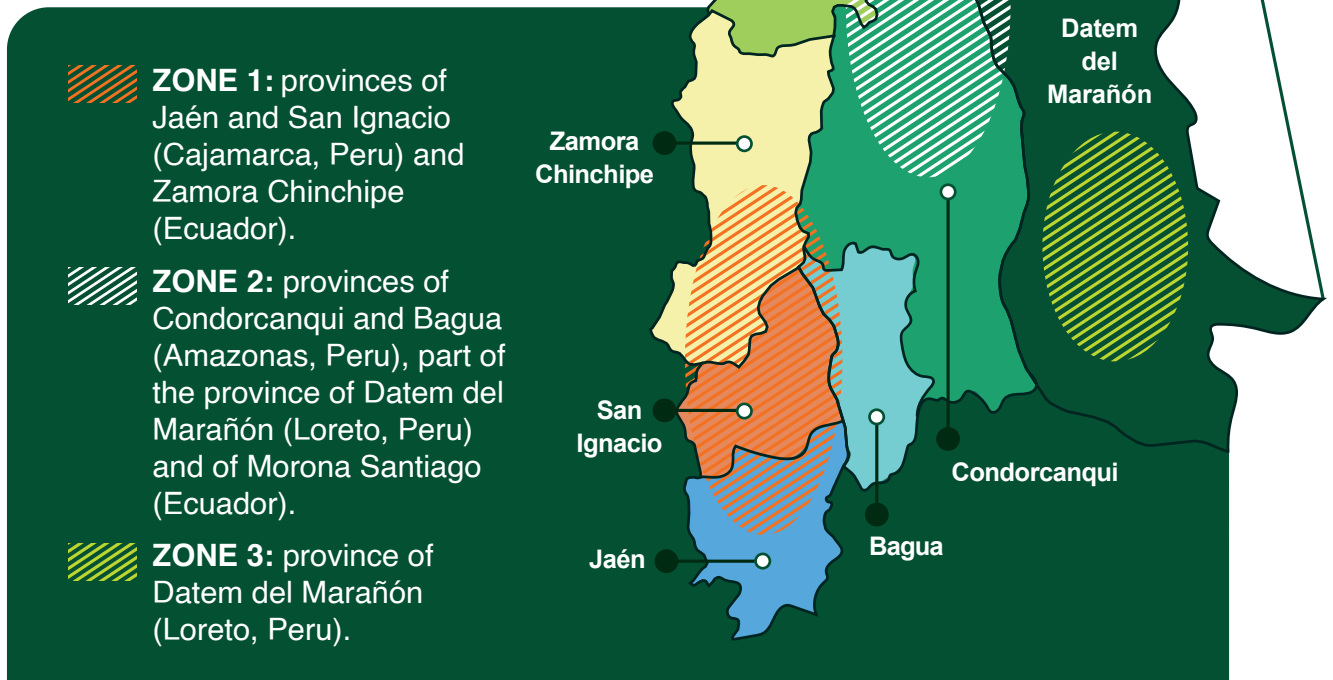 ZONE 1: provinces of
Jaén and San Ignacio
(Cajamarca, Peru) and
Zamora Chinchipe
(Ecuador).
ZONE 2: provinces of
Condorcanqui and Bagua
(Amazonas, Peru), part of
the province of Datem del
Marañón (Loreto, Peru)
and of Morona Santiago
(Ecuador).
ZONE 3: province of
Datem del Marañón
(Loreto, Peru).
Datem
del
Marañón
Zamora
Chinchipe
San
Ignacio
Condorcanqui
Bagua
Jaén